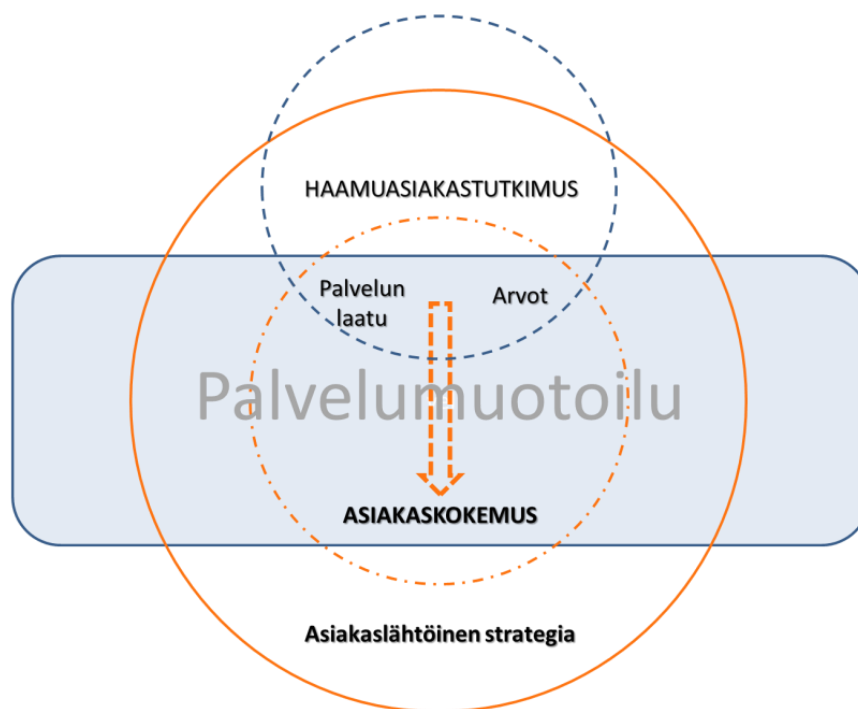 HAAMUASIAKASTUTKIMUS
Palvelun
laatu
Arvot
Palvelumuotoilu
ASIAKASKOKEMUS
Asiakaslähtöinen strategia